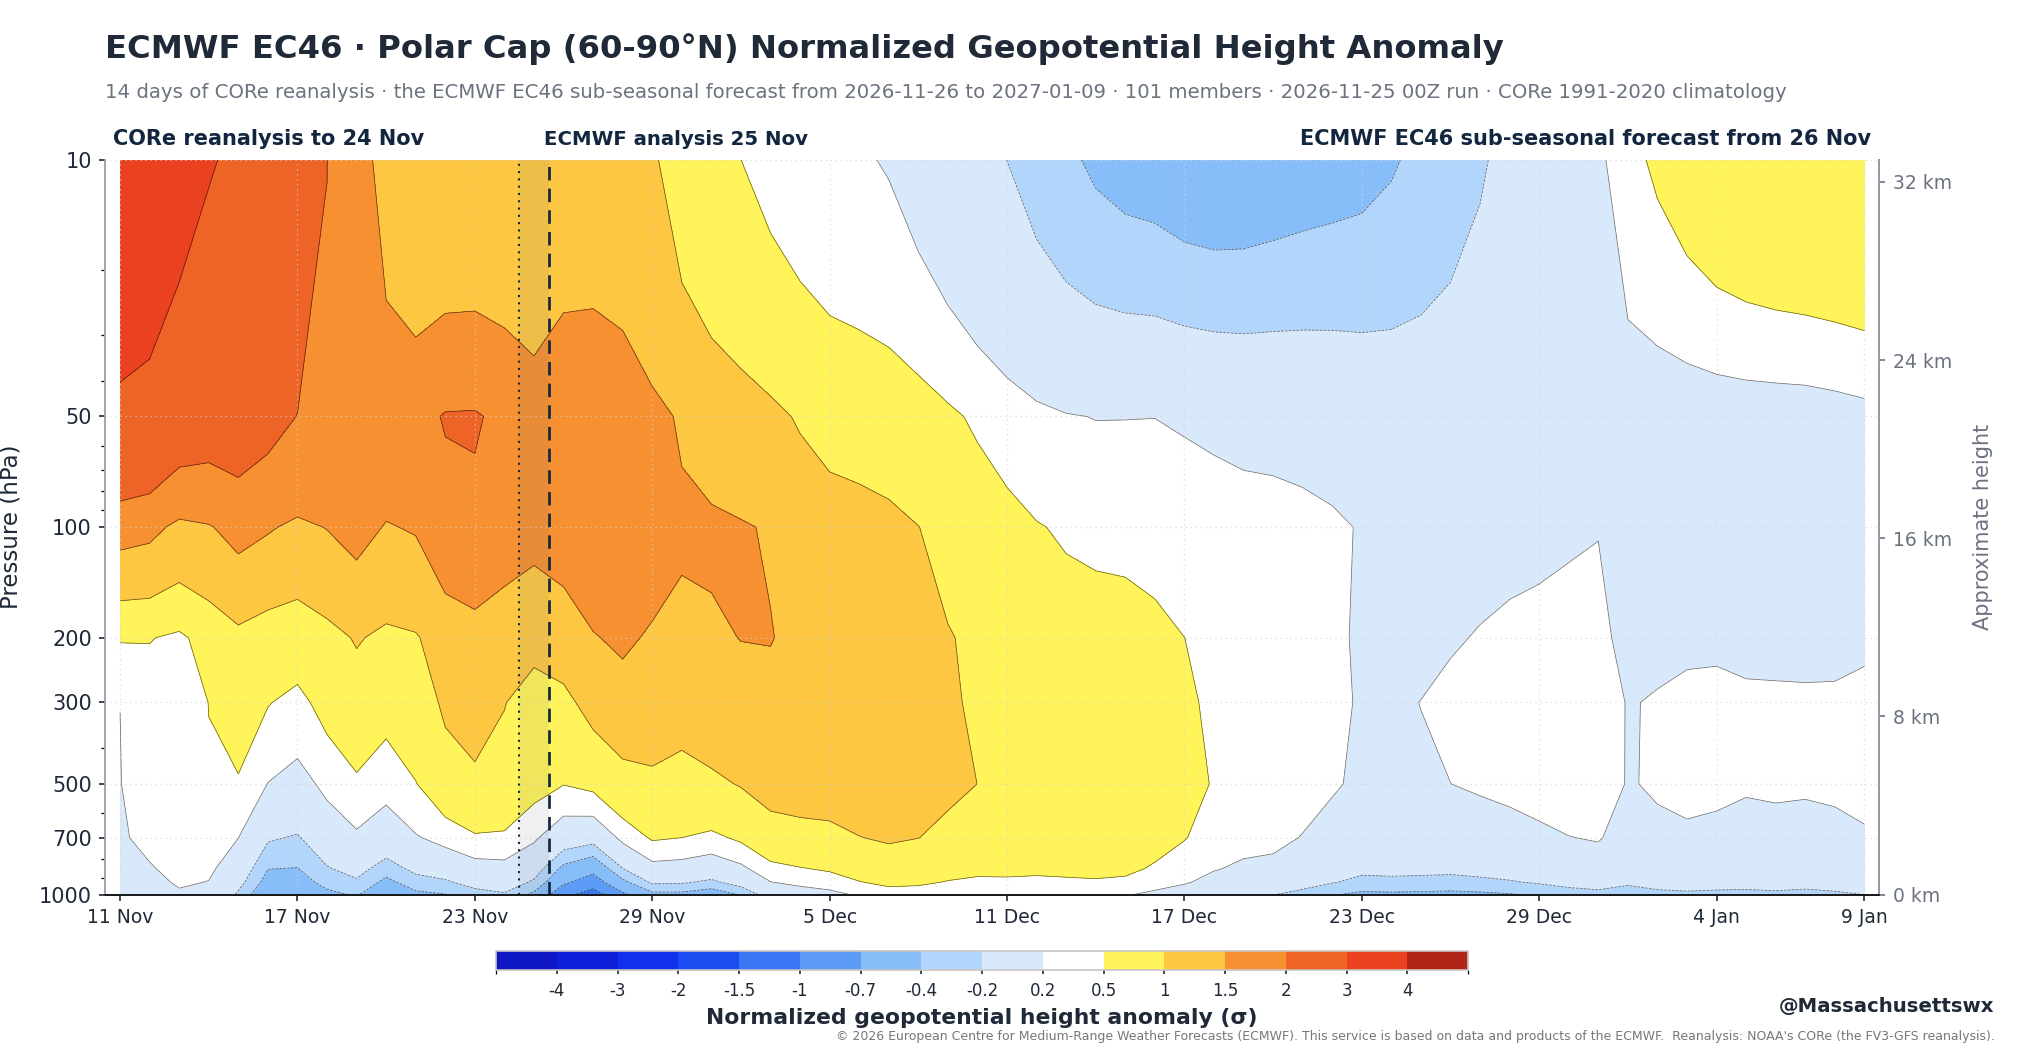 ECMWF EC46 · Polar Cap (60-90°N) Normalized Geopotential Height Anomaly
14 days of CORe reanalysis · the ECMWF EC46 sub-seasonal forecast from 2026-11-26 to 2027-01-09 · 101 members · 2026-11-25 00Z run · CORe 1991-2020 climatology
CORe reanalysis to 24 Nov
ECMWF analysis 25 Nov
ECMWF EC46 sub-seasonal forecast from 26 Nov
Pressure (hPa)
10
50
100
200
300
500
700
1000
32 km
24 km
16 km
8 km
0 km
Approximate height
11 Nov 17 Nov 23 Nov 29 Nov 5 Dec 11 Dec 17 Dec 23 Dec 29 Dec 4 Jan 9 Jan
-4 -3 -2 -1.5 -1 -0.7 -0.4 -0.2 0.2 0.5 1 1.5 2 3 4
Normalized geopotential height anomaly (σ)
@Massachusettswx
© 2026 European Centre for Medium-Range Weather Forecasts (ECMWF). This service is based on data and products of the ECMWF. Reanalysis: NOAA's CORe (the FV3-GFS reanalysis).